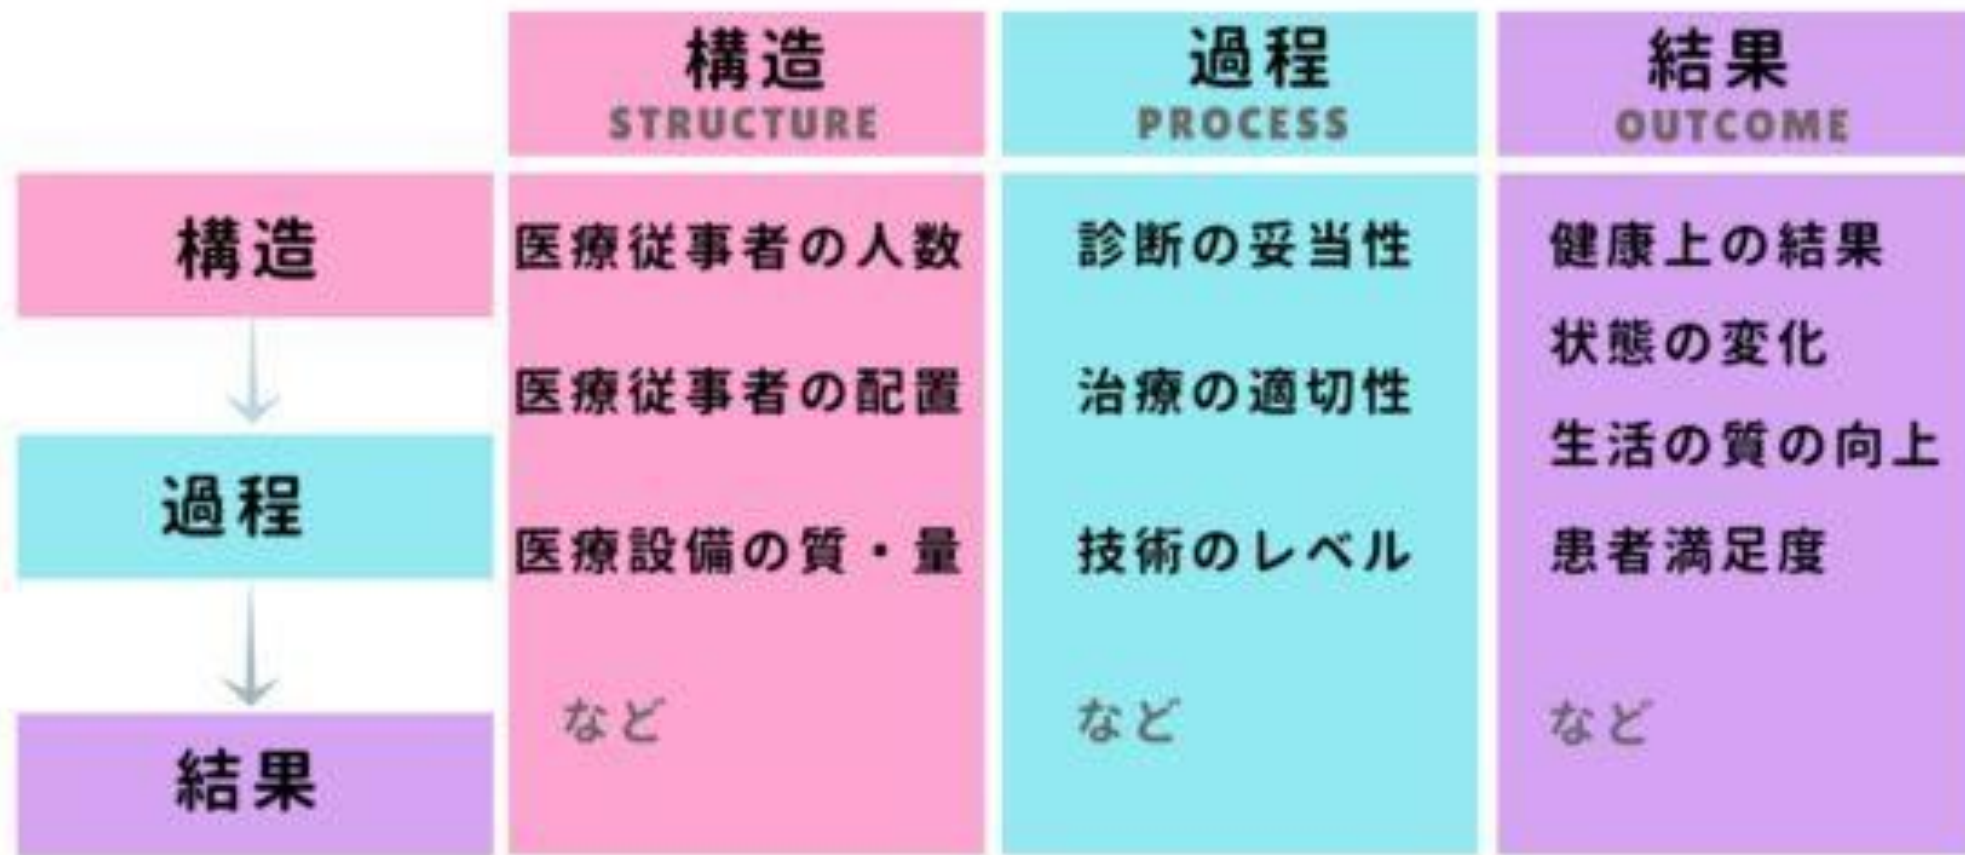 構造
STRUCTURE
過程
PROCESS
結果
OUTCOME
構造
過程
結果
医療従事者の人数
医療従事者の配置
医療設備の質・量
など
診断の妥当性
治療の適切性
技術のレベル
など
健康上の結果
状態の変化
生活の質の向上
患者満足度
など